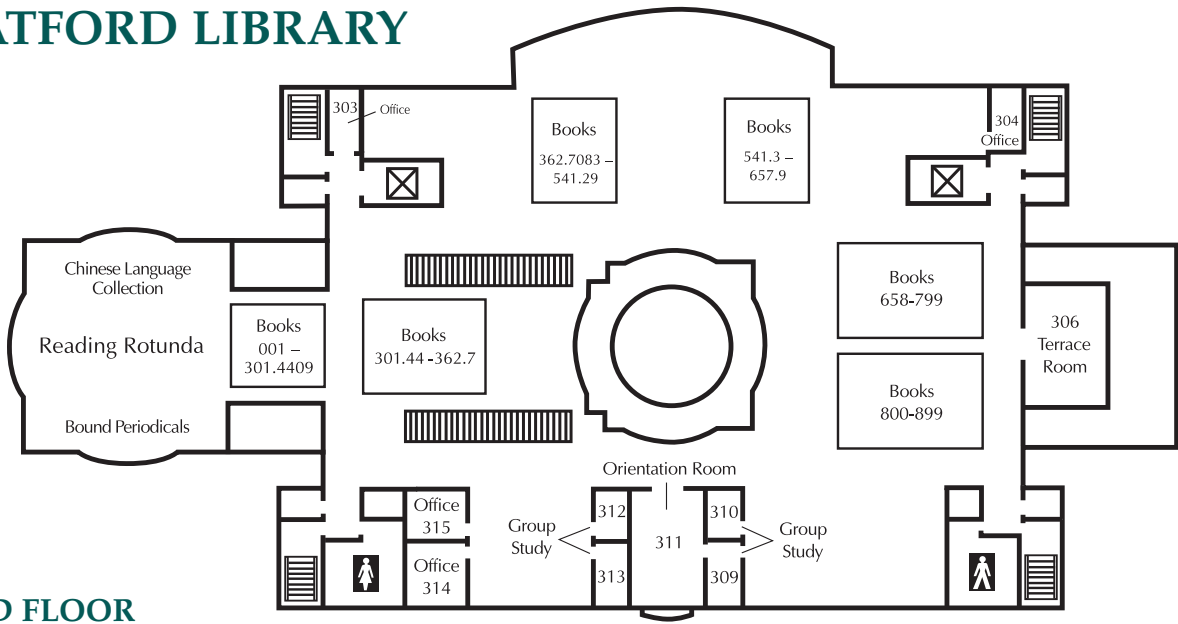 ATFORD LIBRARY
303
Office
304
Office
Books
362.7083 –
541.29
Books
541.3 –
657.9
Chinese Language
Collection
Reading Rotunda
Bound Periodicals
Books
001 –
301.4409
Books
301.44 -362.7
Books
658-799
Books
800-899
306
Terrace
Room
Orientation Room
Office
315
Office
314
Group
Study
312
313
311
310
309
Group
Study
D FLOOR